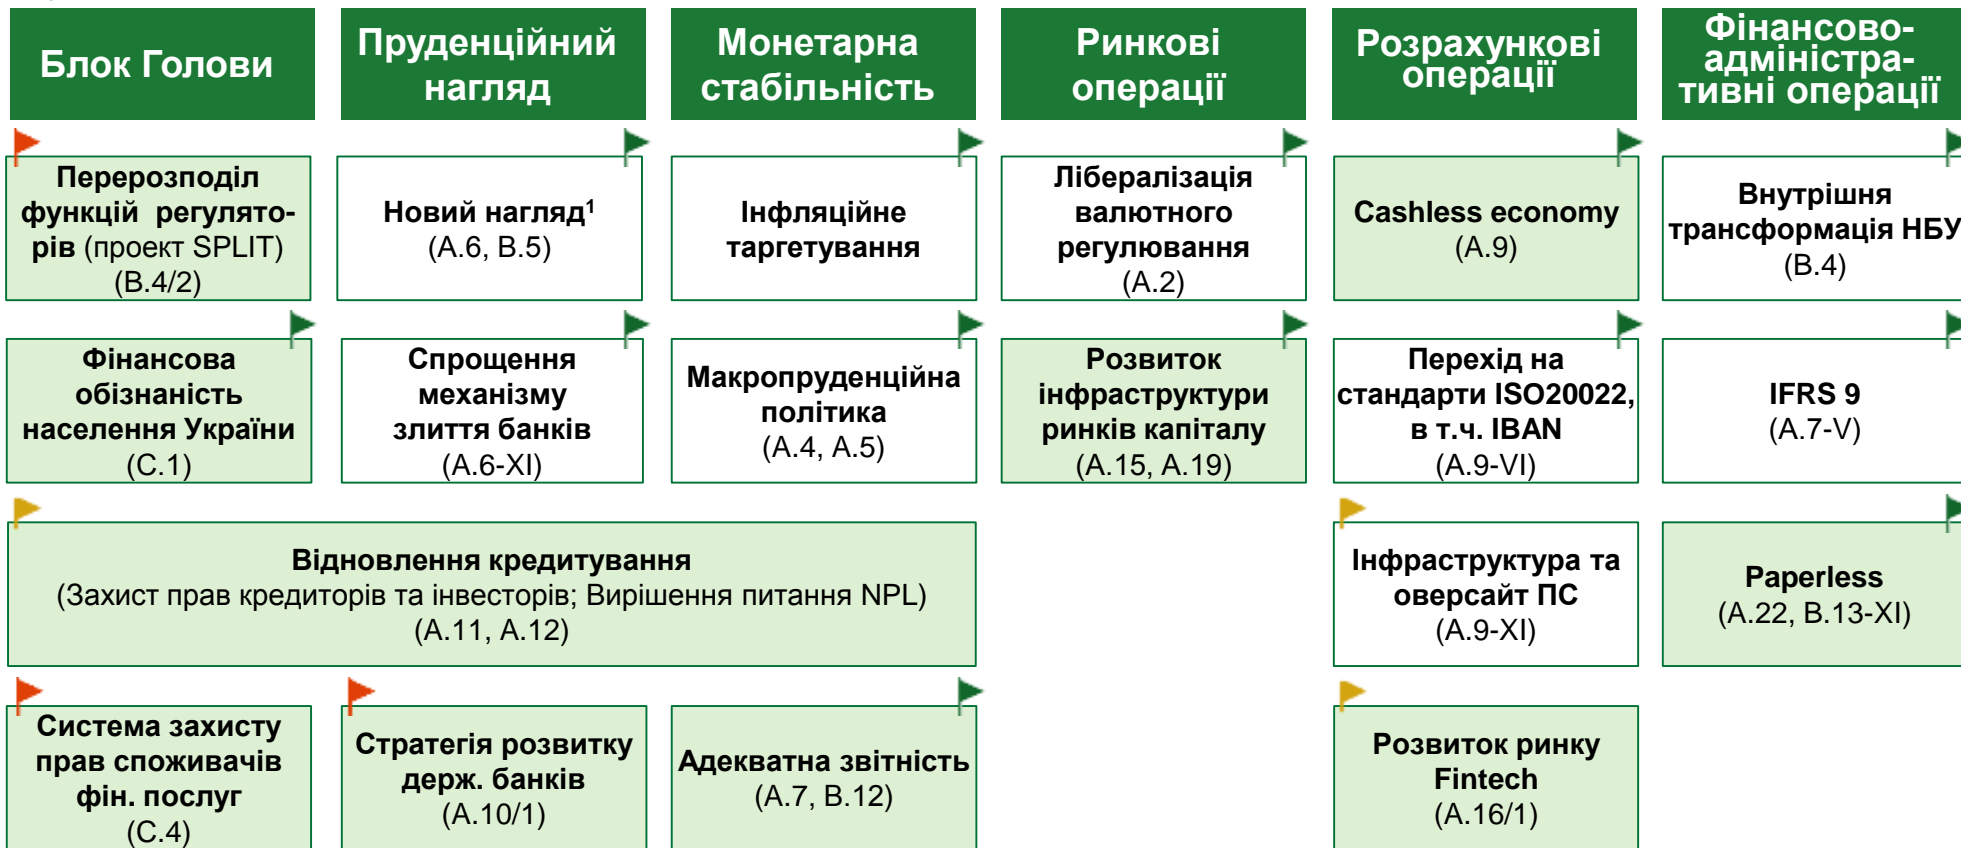 Блок Голови
Пруденційний
нагляд
Монетарна
стабільність
Ринкові
операції
Розрахункові
операції
Фінансово-
адміністра-
тивні операції
Перерозподіл
функцій регулято-
рів (проект SPLIT)
(B.4/2)
Новий нагляд¹
(A.6, B.5)
Інфляційне
таргетування
Лібералізація
валютного
регулювання
(A.2)
Cashless economy
(A.9)
Внутрішня
трансформація НБУ
(B.4)
Фінансова
обізнаність
населення України
(C.1)
Спрощення
механізму
злиття банків
(A.6-XI)
Макропруденційна
політика
(A.4, A.5)
Розвиток
інфраструктури
ринків капіталу
(A.15, A.19)
Перехід на
стандарти ISO20022,
в т.ч. IBAN
(A.9-VI)
IFRS 9
(A.7-V)
Відновлення кредитування
(Захист прав кредиторів та інвесторів; Вирішення питання NPL)
(A.11, A.12)
Інфраструктура та
оверсайт ПС
(A.9-XI)
Paperless
(A.22, B.13-XI)
Система захисту
прав споживачів
фін. послуг
(C.4)
Стратегія розвитку
держ. банків
(A.10/1)
Адекватна звітність
(A.7, B.12)
Розвиток ринку
Fintech
(A.16/1)